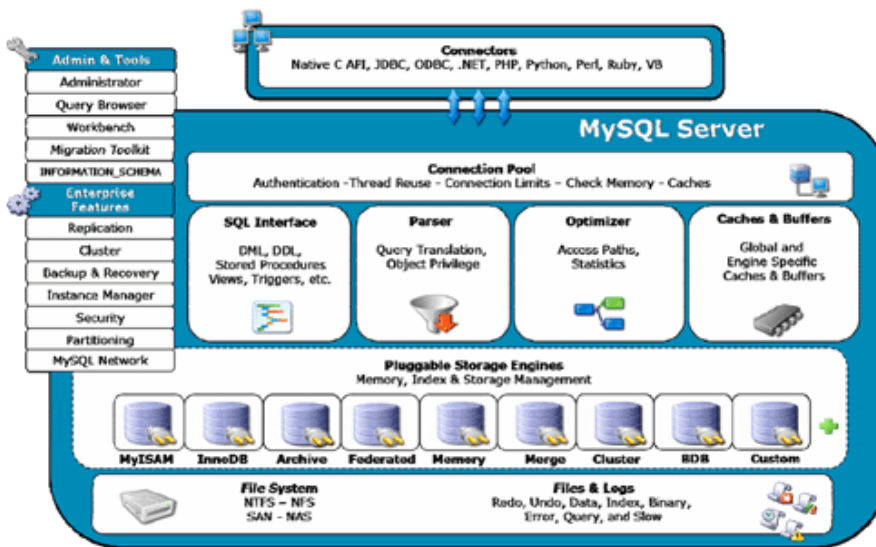 Connectors
Native C API, JDBC, ODBC, .NET, PHP, Python, Perl, Ruby, VB
Admin & Tools
Administrator
Query Browser
Workbench
Migration Toolkit
INFORMATION_SCHEMA
Enterprise
Features
Replication
Cluster
Backup & Recovery
Instance Manager
Security
Partitioning
MySQL Network
MySQL Server
Connection Pool
Authentication -Thread Reuse - Connection Limits – Check Memory - Caches
SQL Interface
DML, DDL,
Stored Procedures
Views, Triggers, etc.
Parser
Query Translation,
Object Privilege
Optimizer
Access Paths,
Statistics
Caches & Buffers
Global and
Engine Specific
Caches & Buffers
Pluggable Storage Engines
Memory, Index & Storage Management
MyISAM InnoDB Archive Federated Memory Merge Cluster BDB Custom
File System
NTFS – NFS
SAN - NAS
Files & Logs
Redo, Undo, Data, Index, Binary,
Error, Query, and Slow